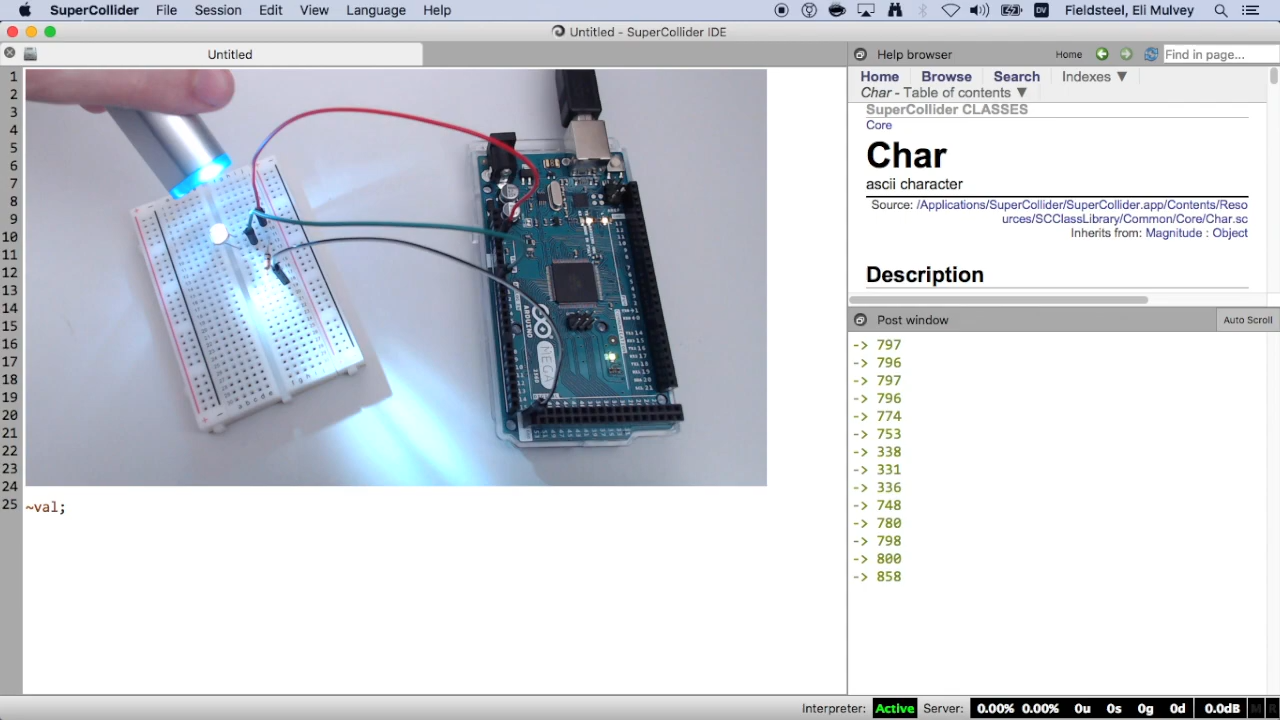 SuperCollider File Session Edit View Language Help Fieldsteel, Eli Mulvey
Untitled - SuperCollider IDE
Untitled
Help browser Home Find in page...
Home Browse Search Indexes ▼
Char - Table of contents ▼
SuperCollider CLASSES
Core
Char
ascii character
Source: /Applications/SuperCollider/SuperCollider.app/Contents/Reso
urces/SCClassLibrary/Common/Core/Char.sc
Inherits from: Magnitude : Object
Description
Post window Auto Scroll
-> 797
-> 796
-> 797
-> 796
-> 774
-> 753
-> 338
-> 331
-> 336
-> 748
-> 780
-> 798
-> 800
-> 858
1
2
3
4
5
6
7
8
9
10
11
12
13
14
15
16
17
18
19
20
21
22
23
24
25 ~val;
ARDUINO
MEGA
Interpreter: Active Server: 0.00% 0.00% 0u 0s 0g 0d 0.0dB M R